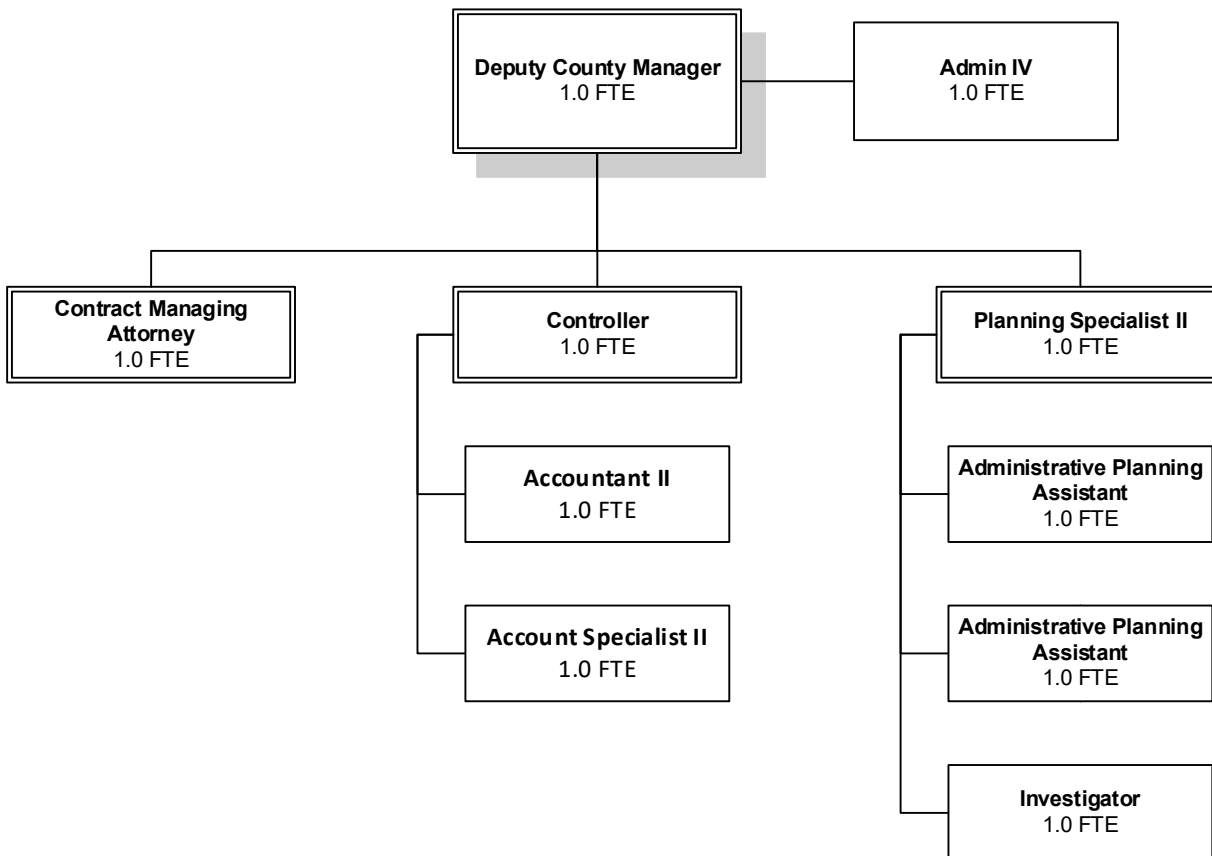 Deputy County Manager
1.0 FTE
Admin IV
1.0 FTE
Contract Managing
Attorney
1.0 FTE
Controller
1.0 FTE
Planning Specialist II
1.0 FTE
Accountant II
1.0 FTE
Administrative Planning
Assistant
1.0 FTE
Account Specialist II
1.0 FTE
Administrative Planning
Assistant
1.0 FTE
Investigator
1.0 FTE